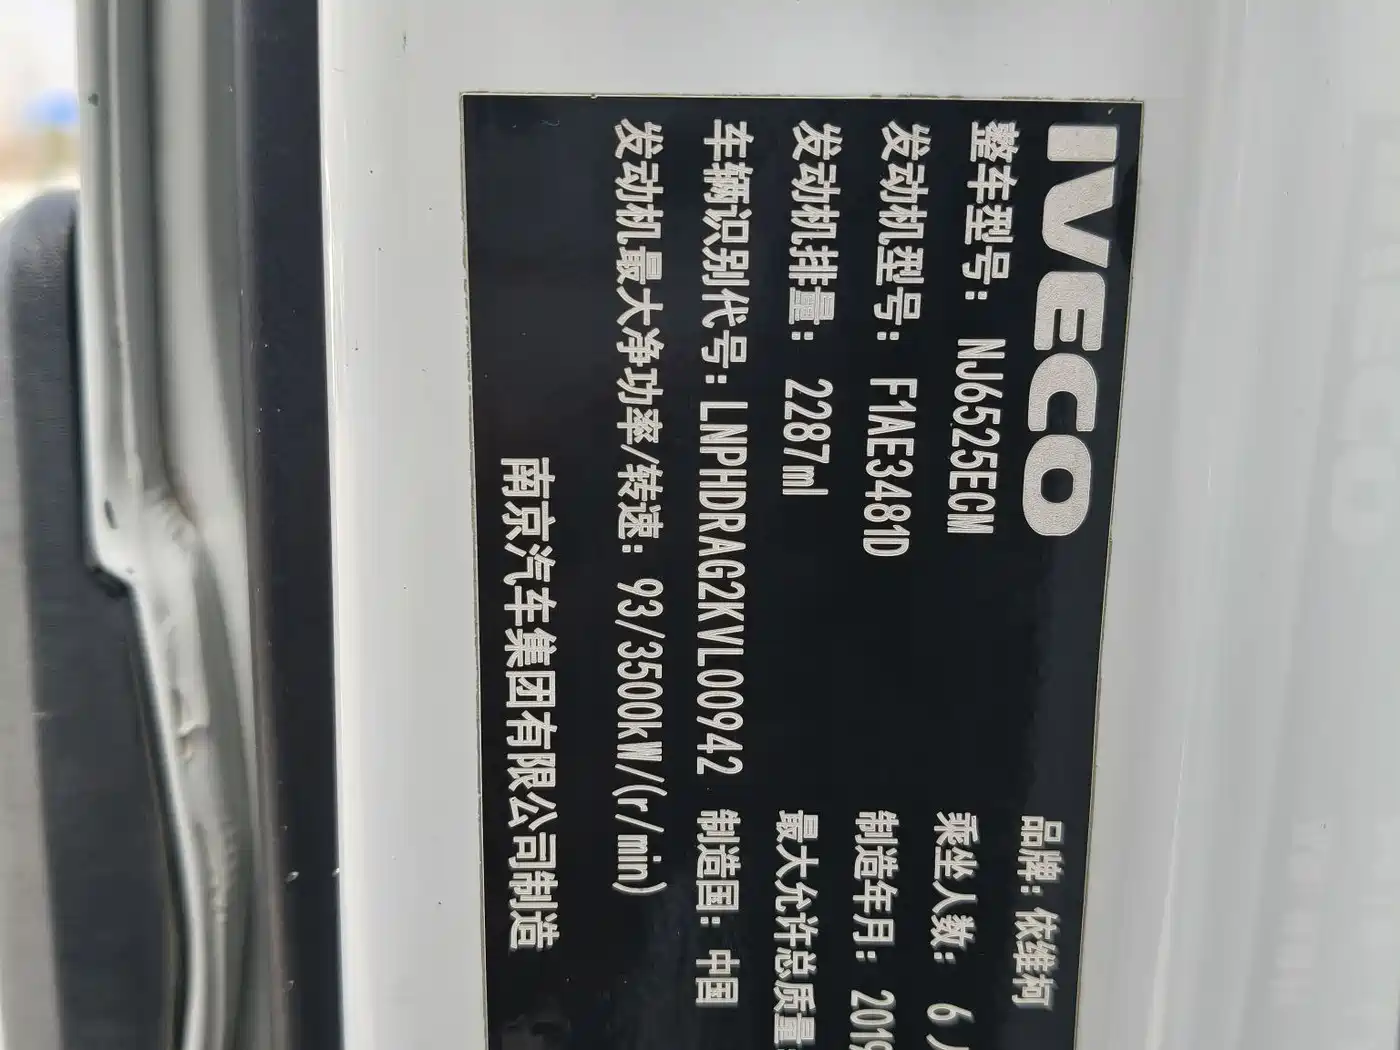 IVECO 品牌：依维柯
整车型号：NJ6525ECM 乘坐人数：6
发动机型号：F1AE3481D 制造年月：2019
发动机排量：2287ml 最大允许总质量：
车辆识别代号：LNPHDRAG2KVL00942 制造国：中国
发动机最大净功率/转速：93/3500kW/(r/min)
南京汽车集团有限公司制造